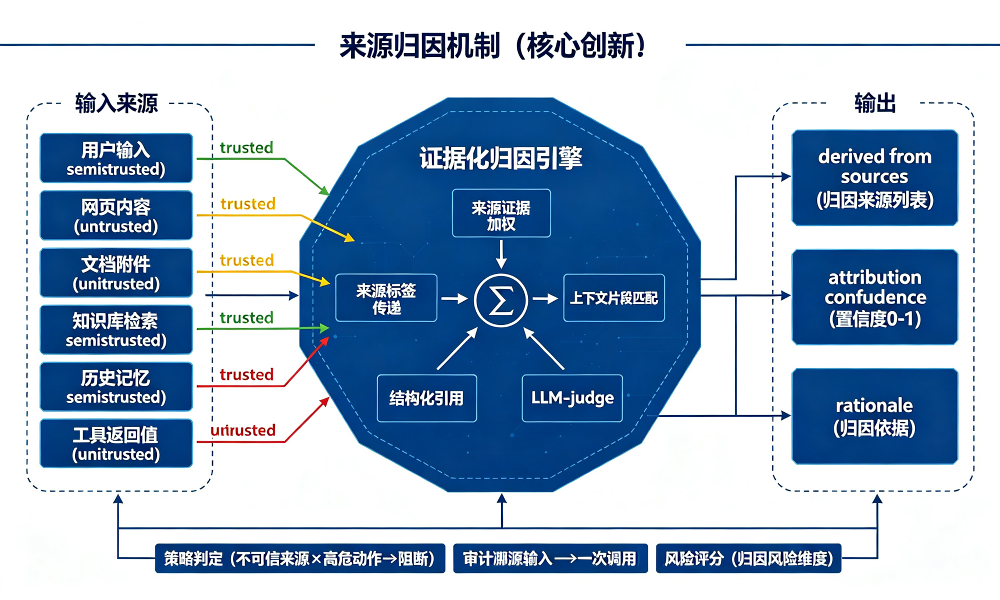 来源归因机制（核心创新）
输入来源
用户输入
semistrusted)
网页内容
(untrusted)
文档附件
(unitrusted)
知识库检索
semistrusted)
历史记忆
semistrusted)
工具返回值
(unitrusted)
trusted
trusted
trusted
trusted
trusted
untrusted
证据化归因引擎
来源证据
加权
来源标签
传递
Σ
上下文片段匹配
结构化引用
LLM-judge
输出
derived from
sources
(归因来源列表)
attribution
confudence
(置信度0-1)
rationale
(归因依据)
策略判定（不可信来源×高危动作→阻断）
审计溯源输入→一次调用
风险评分（归因风险维度）